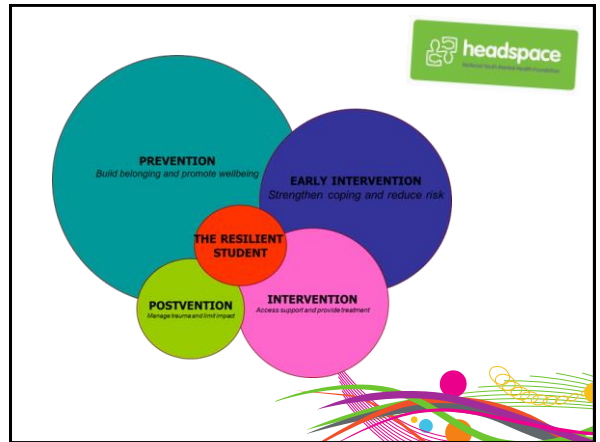 headspace
National Youth Mental Health Foundation
PREVENTION
Build belonging and promote wellbeing
EARLY INTERVENTION
Strengthen coping and reduce risk
THE RESILIENT
STUDENT
POSTVENTION
Manage trauma and limit impact
INTERVENTION
Access support and provide treatment